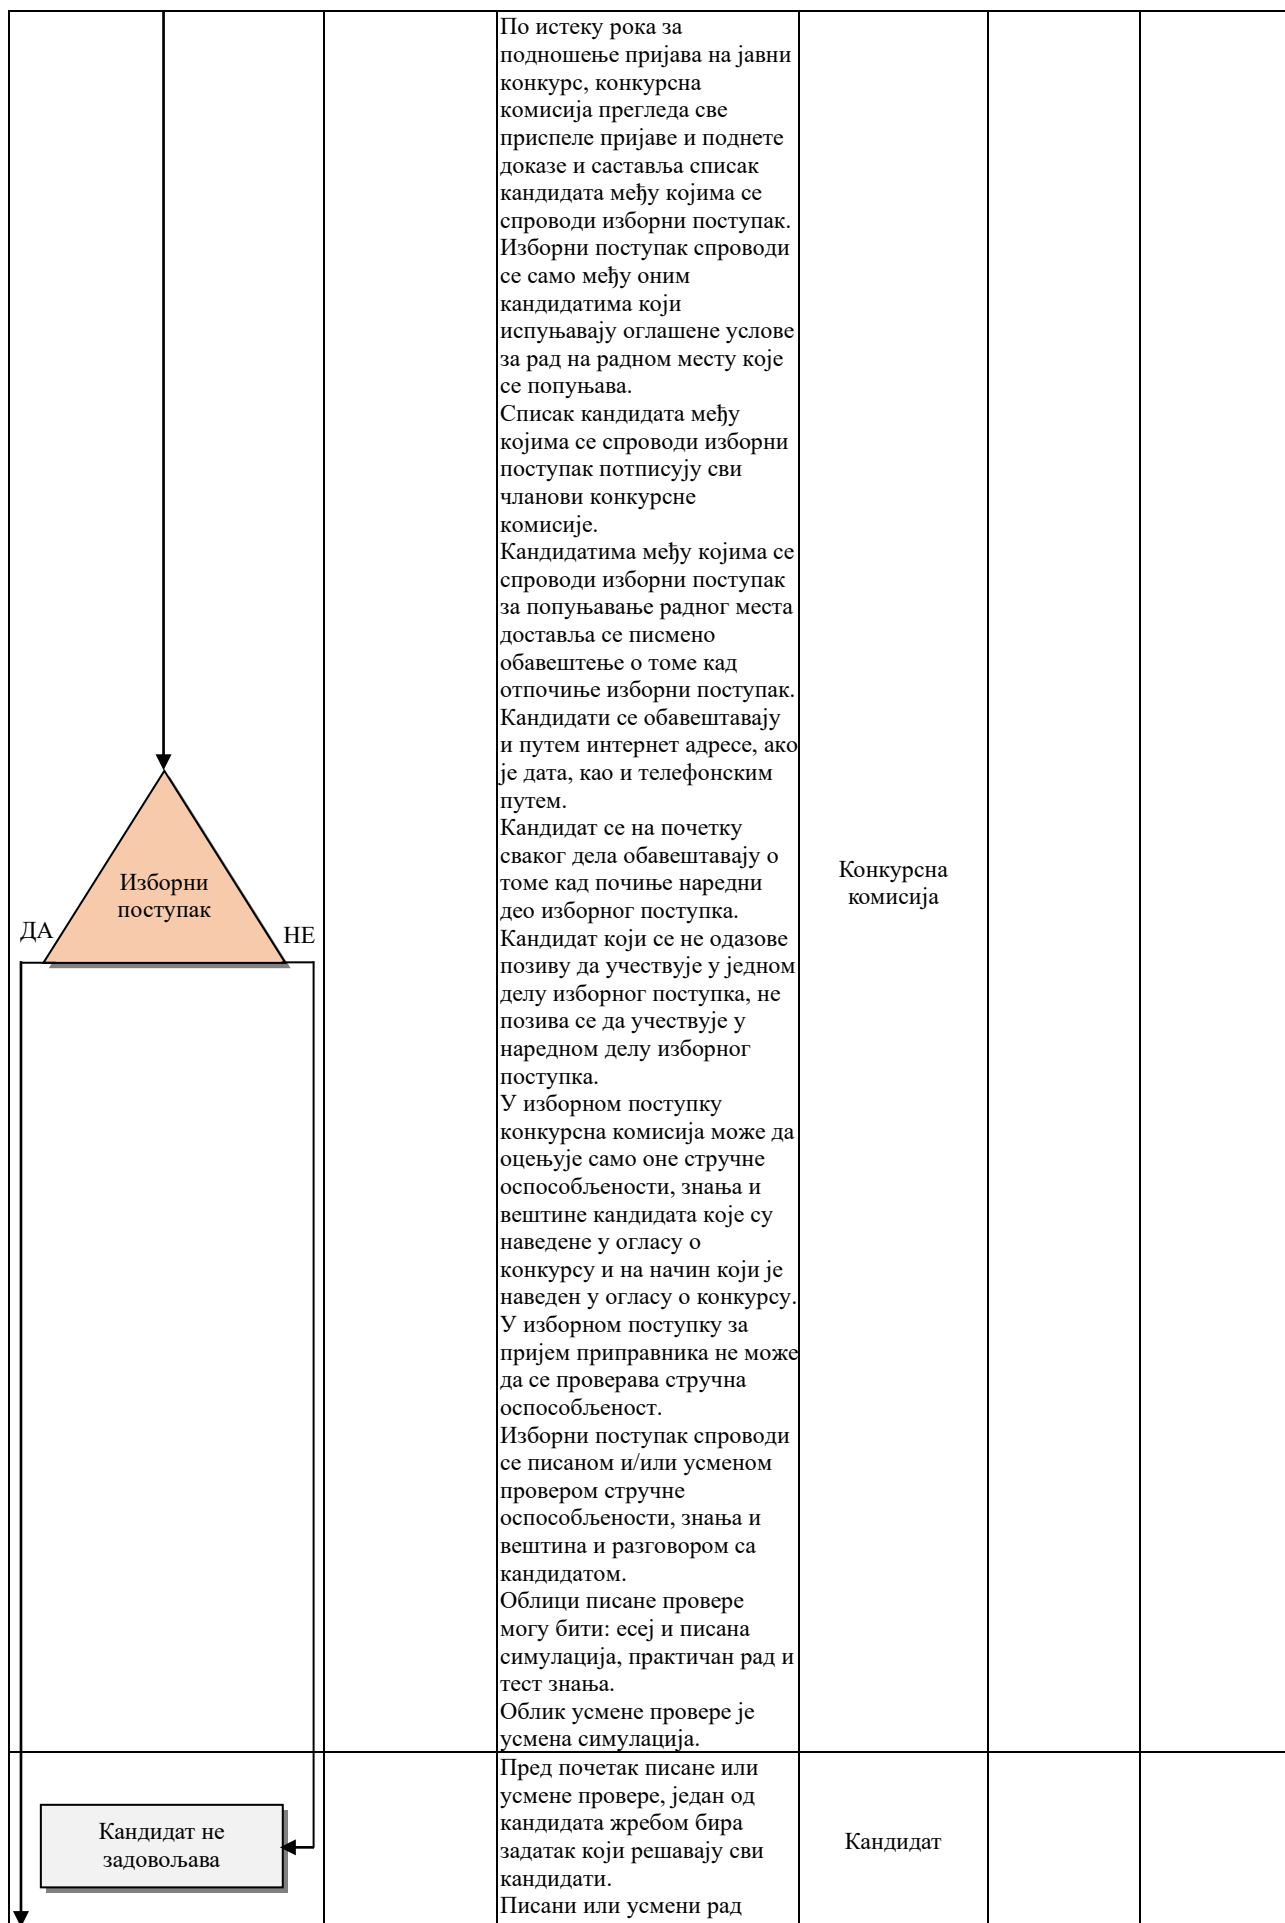 По истеку рока за
подношење пријава на јавни
конкурс, конкурсна
комисија прегледа све
приспеле пријаве и поднете
доказе и саставља списак
кандидата међу којима се
спроводи изборни поступак.
Изборни поступак спроводи
се само међу оним
кандидатима који
испуњавају оглашене услове
за рад на радном месту које
се попуњава.
Списак кандидата међу
којима се спроводи изборни
поступак потписују сви
чланови конкурсне
комисије.
Кандидатима међу којима се
спроводи изборни поступак
за попуњавање радног места
доставља се писмено
обавештење о томе кад
отпочиње изборни поступак.
Кандидати се обавештавају
и путем интернет адресе, ако
је дата, као и телефонским
путем.
Кандидат се на почетку
сваког дела обавештавају о
томе кад почиње наредни
део изборног поступка.
Кандидат који се не одазове
позиву да учествује у једном
делу изборног поступка, не
позива се да учествује у
наредном делу изборног
поступка.
У изборном поступку
конкурсна комисија може да
оцењује само оне стручне
оспособљености, знања и
вештине кандидата које су
наведене у огласу о
конкурсу и на начин који је
наведен у огласу о конкурсу.
У изборном поступку за
пријем приправника не може
да се проверава стручна
оспособљеност.
Изборни поступак спроводи
се писаном и/или усменом
провером стручне
оспособљености, знања и
вештина и разговором са
кандидатом.
Облици писане провере
могу бити: есеј и писана
симулација, практичан рад и
тест знања.
Облик усмене провере је
усмена симулација.
Изборни
поступак
ДА
НЕ
Конкурсна
комисија
Кандидат не
задовољава
Пред почетак писане или
усмене провере, један од
кандидата жребом бира
задатак који решавају сви
кандидати.
Писани или усмени рад
Кандидат